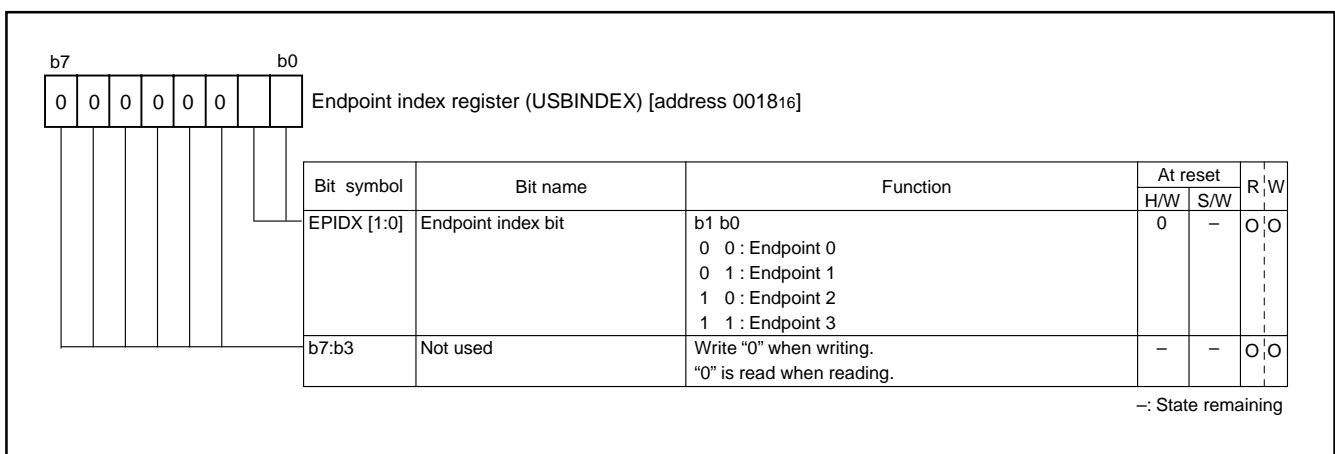 b7 b0
0 0 0 0 0 0 Endpoint index register (USBINDEX) [address 001816]
Bit symbol Bit name Function At reset R W
H/W S/W
EPIDX [1:0] Endpoint index bit b1 b0 0 – O O
0 0 : Endpoint 0
0 1 : Endpoint 1
1 0 : Endpoint 2
1 1 : Endpoint 3
b7:b3 Not used Write “0” when writing. – – O O
“0” is read when reading.
–: State remaining